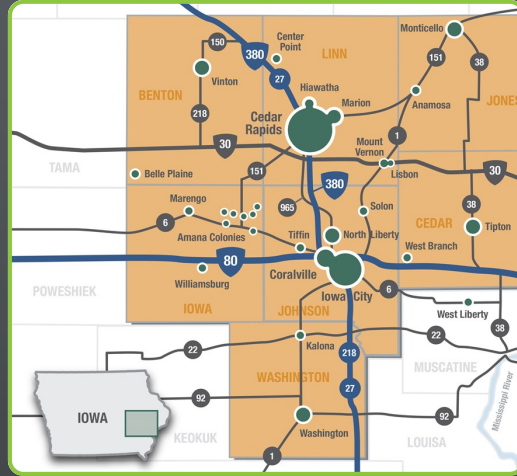 Monticello
150
Center
Point
380
LINN
151
38
27
Vinton
BENTON
Hiawatha
Marion
Anamosa
JONES
218
Cedar
Rapids
1
30
Mount
Vernon
Lisbon
TAMA
Belle Plaine
151
380
30
Marengo
965
Solon
38
6
Amana Colonies
Tiffin
North Liberty
CEDAR
Tipton
West Branch
80
Coralville
Williamsburg
Iowa City
6
POWESHIEK
IOWA
JOHNSON
West Liberty
38
22
Kalona
22
218
MUSCATINE
WASHINGTON
27
92
IOWA
92
Mississippi River
KEOKUK
Washington
LOUISA
1